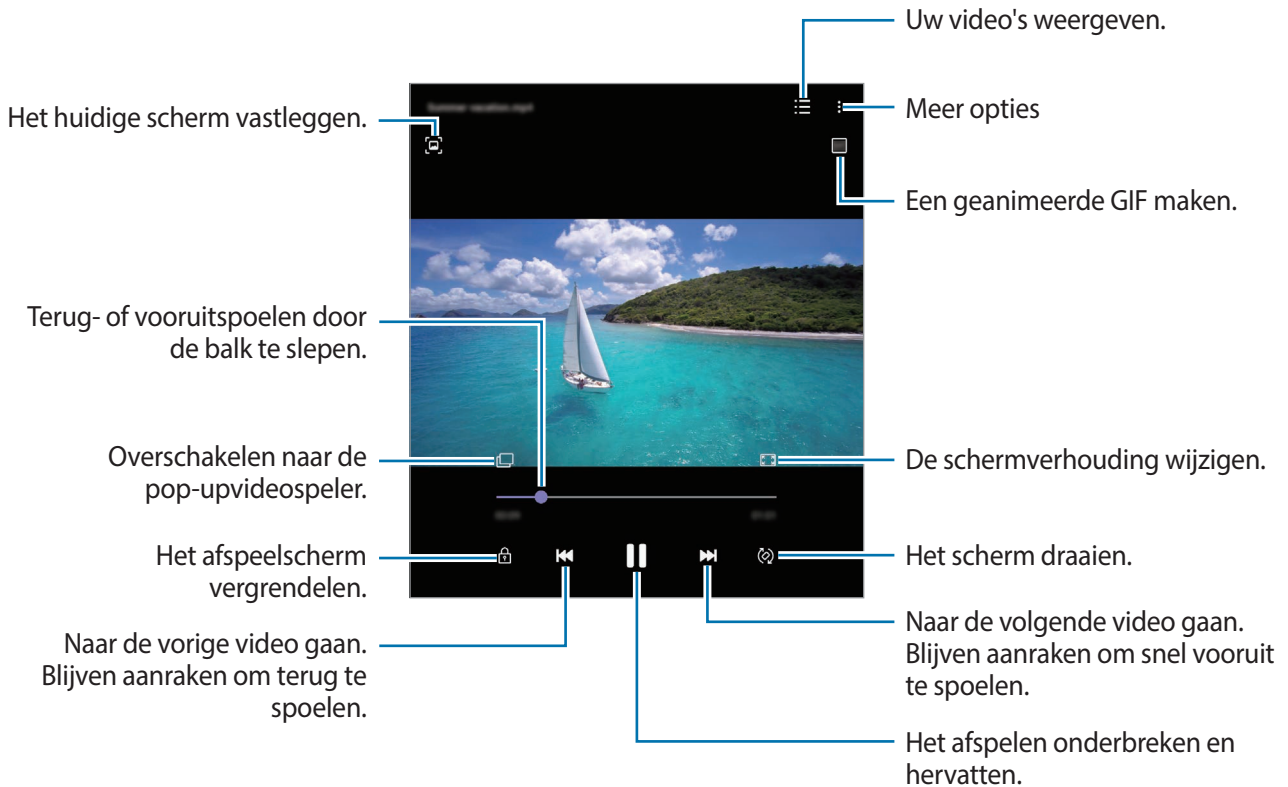 Uw video's weergeven.
Meer opties
Het huidige scherm vastleggen.
Een geanimeerde GIF maken.
Terug- of vooruitspoelen door
de balk te slepen.
Overschakelen naar de
pop-upvideospeler.
De schermverhouding wijzigen.
Het afspeelscherm
vergrendelen.
Het scherm draaien.
Naar de vorige video gaan.
Blijven aanraken om terug te
spoelen.
Naar de volgende video gaan.
Blijven aanraken om snel vooruit
te spoelen.
Het afspelen onderbreken en
hervatten.